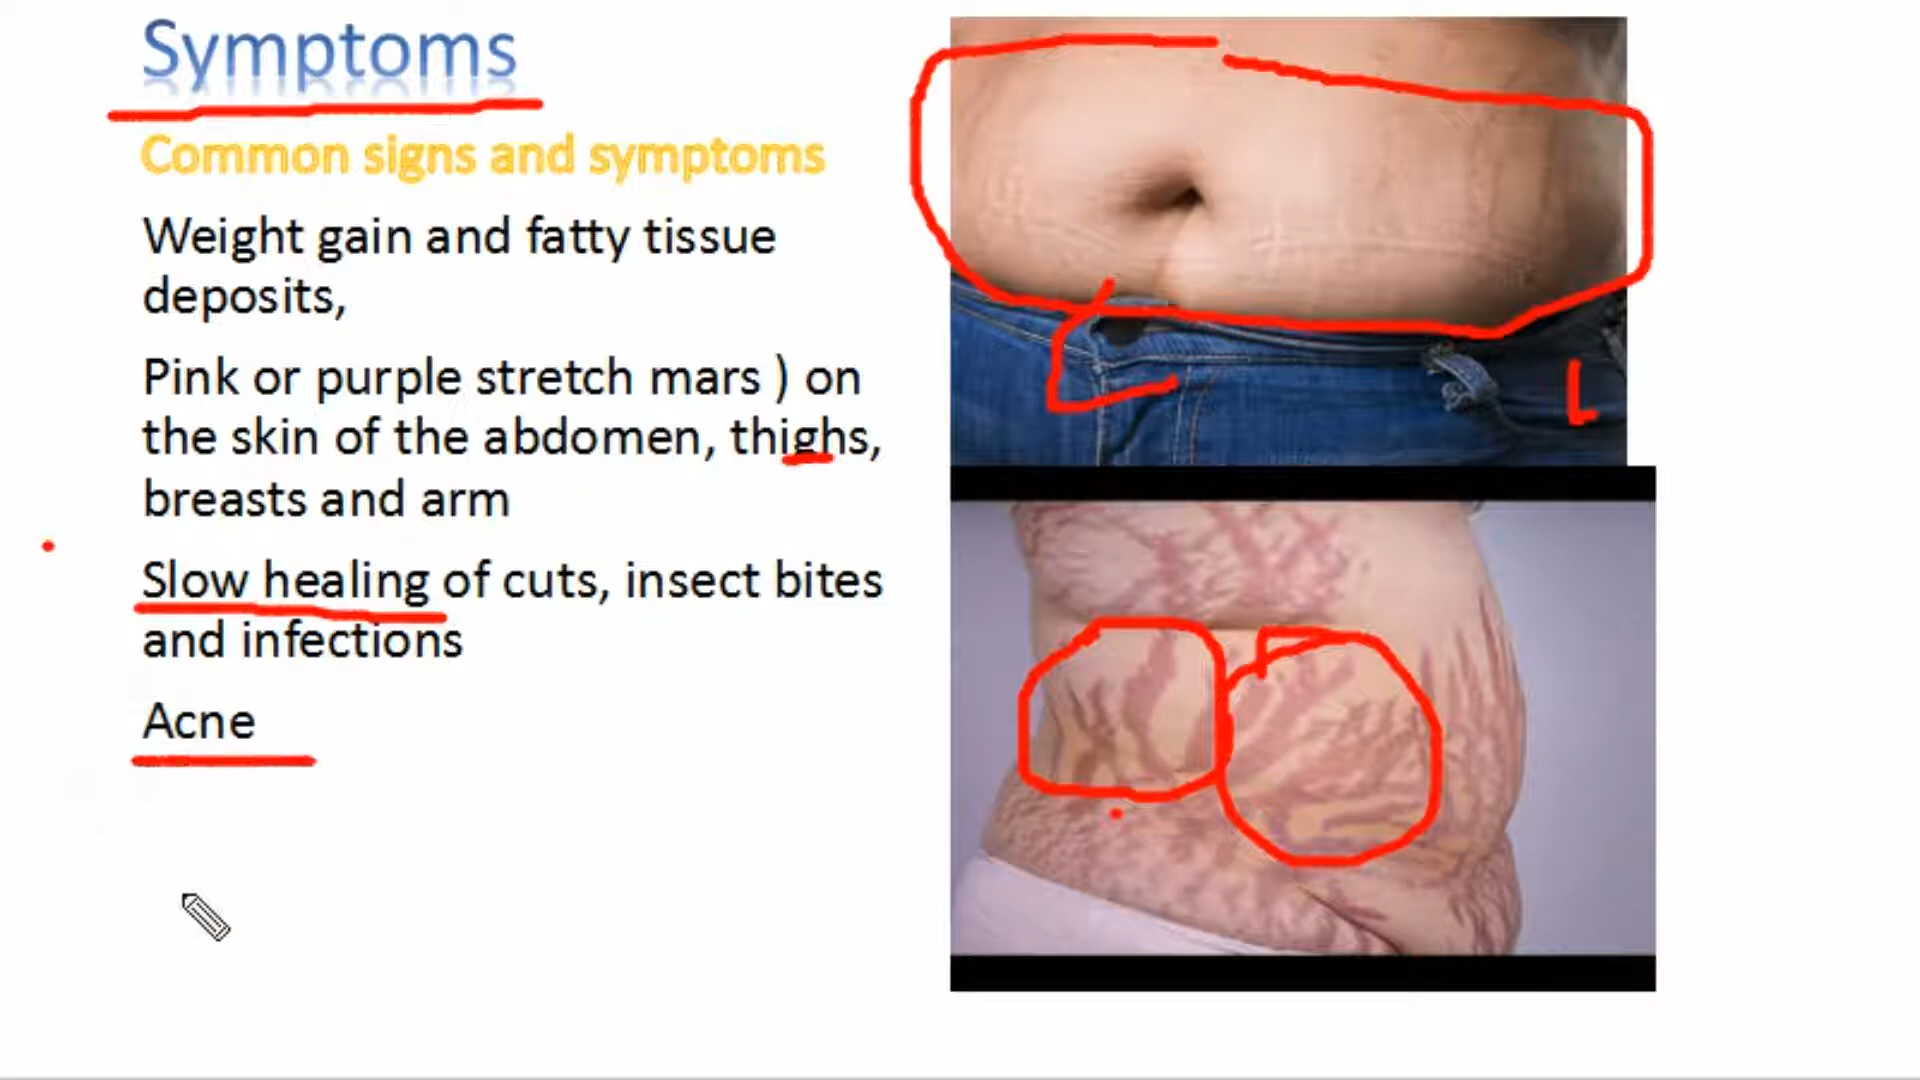 Symptoms
Common signs and symptoms
Weight gain and fatty tissue
deposits,
Pink or purple stretch mars ) on
the skin of the abdomen, thighs,
breasts and arm
Slow healing of cuts, insect bites
and infections
Acne